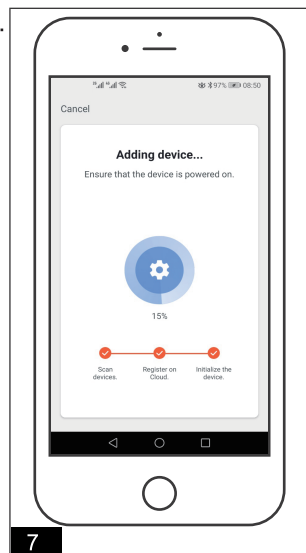 97% 08:50
Cancel
Adding device...
Ensure that the device is powered on.
15%
Scan devices.
Register on Cloud.
Initialize the device.
7